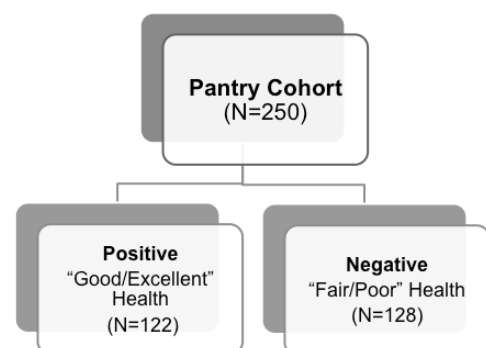 Pantry Cohort
(N=250)
Positive
“Good/Excellent”
Health
(N=122)
Negative
“Fair/Poor” Health
(N=128)